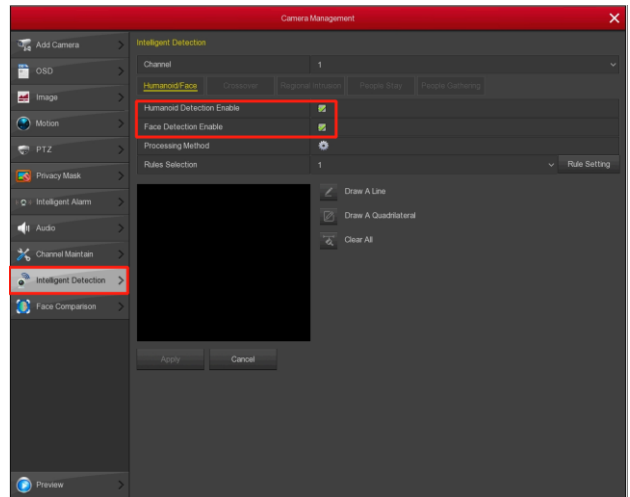 Camera Management
Add Camera
OSD
Image
Motion
PTZ
Privacy Mask
Intelligent Alarm
Audio
Channel Maintain
Intelligent Detection
Face Comparison
Preview
Intelligent Detection
Channel 1
Humanoid/Face Crossover Regional Intrusion People Stay People Gathering
Humanoid Detection Enable
Face Detection Enable
Processing Method
Rules Selection 1 Rule Setting
Draw A Line
Draw A Quadrilateral
Clear All
Apply Cancel